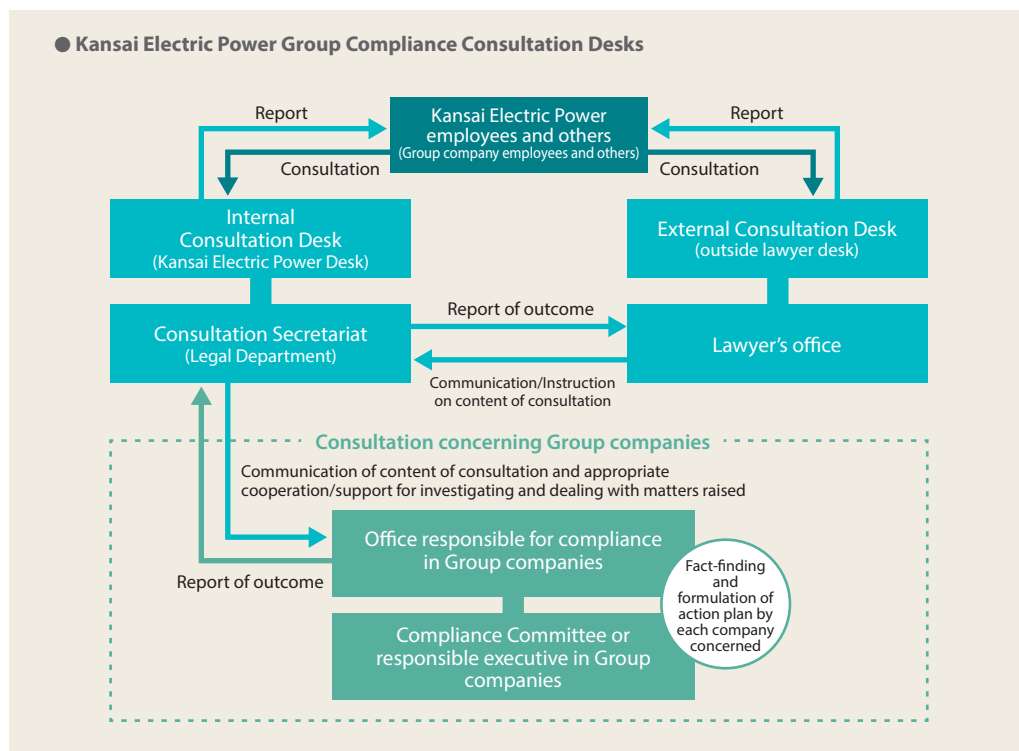 ● Kansai Electric Power Group Compliance Consultation Desks
Report
Kansai Electric Power
employees and others
(Group company employees and others)
Report
Consultation
Consultation
Internal
Consultation Desk
(Kansai Electric Power Desk)
External Consultation Desk
(outside lawyer desk)
Consultation Secretariat
(Legal Department)
Report of outcome
Lawyer's office
Communication/Instruction
on content of consultation
Consultation concerning Group companies
Communication of content of consultation and appropriate
cooperation/support for investigating and dealing with matters raised
Office responsible for compliance
in Group companies
Report of outcome
Fact-finding
and
formulation of
action plan by
each company
concerned
Compliance Committee or
responsible executive in Group
companies